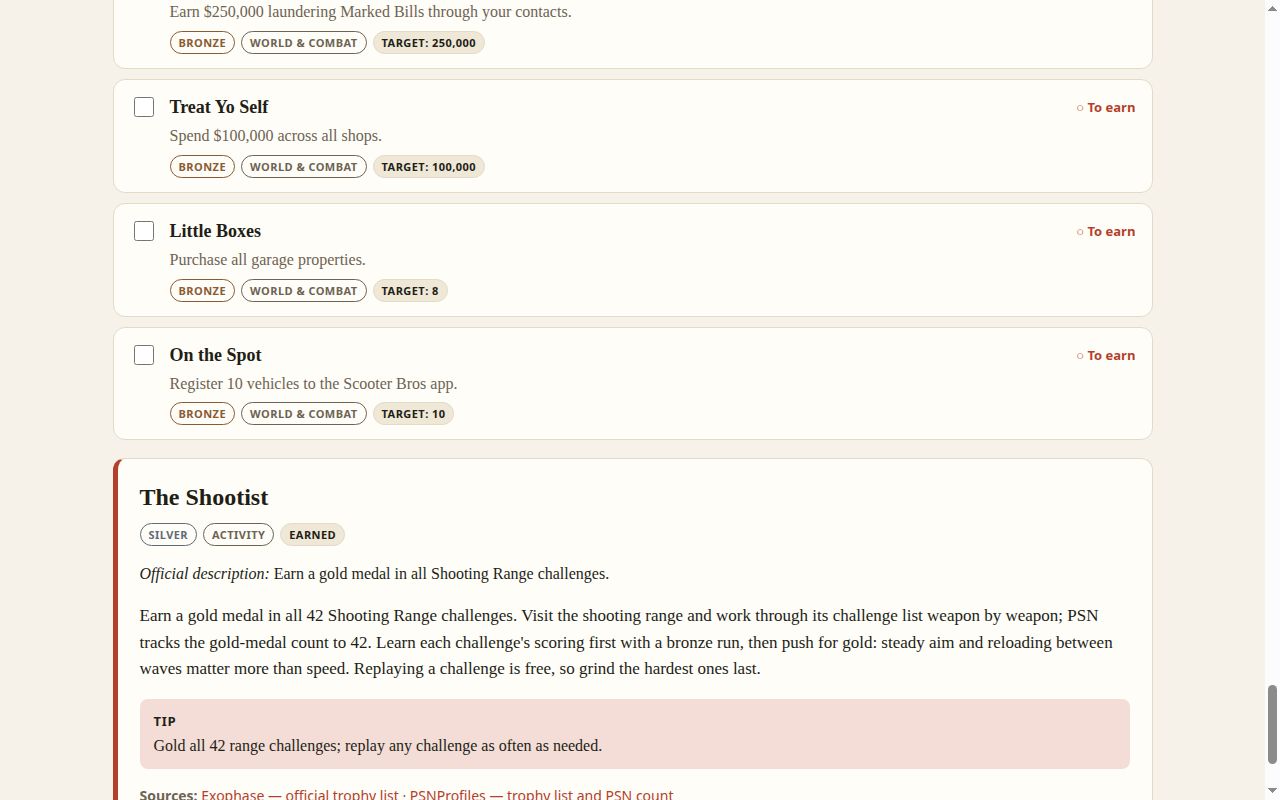 Earn $250,000 laundering Marked Bills through your contacts.
BRONZE WORLD & COMBAT TARGET: 250,000
Treat Yo Self
○ To earn
Spend $100,000 across all shops.
BRONZE WORLD & COMBAT TARGET: 100,000
Little Boxes
○ To earn
Purchase all garage properties.
BRONZE WORLD & COMBAT TARGET: 8
On the Spot
○ To earn
Register 10 vehicles to the Scooter Bros app.
BRONZE WORLD & COMBAT TARGET: 10
The Shootist
SILVER ACTIVITY EARNED
Official description: Earn a gold medal in all Shooting Range challenges.
Earn a gold medal in all 42 Shooting Range challenges. Visit the shooting range and work through its challenge list weapon by weapon; PSN
tracks the gold-medal count to 42. Learn each challenge's scoring first with a bronze run, then push for gold: steady aim and reloading between
waves matter more than speed. Replaying a challenge is free, so grind the hardest ones last.
TIP
Gold all 42 range challenges; replay any challenge as often as needed.
Sources: Exophase — official trophy list · PSNProfiles — trophy list and PSN count